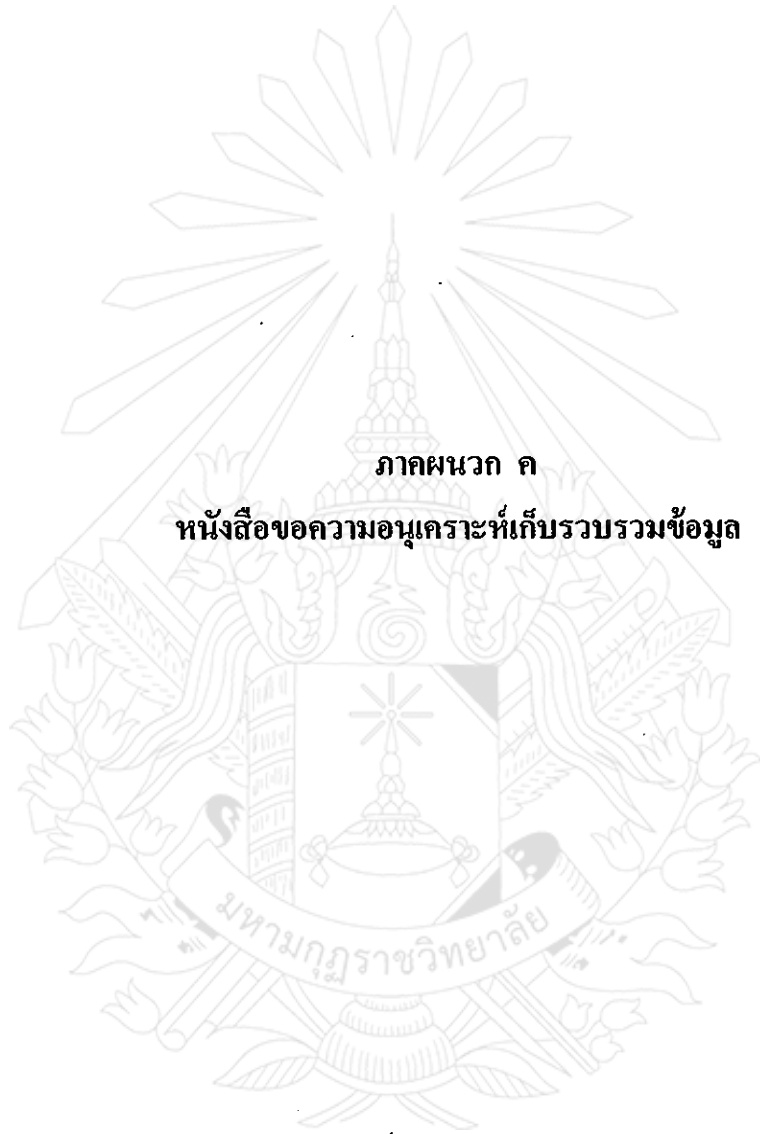 ภาคผนวก ค
หนังสือขอความอนุเคราะห์เก็บรวบรวมข้อมูล
มหามกุฏราชวิทยาลัย